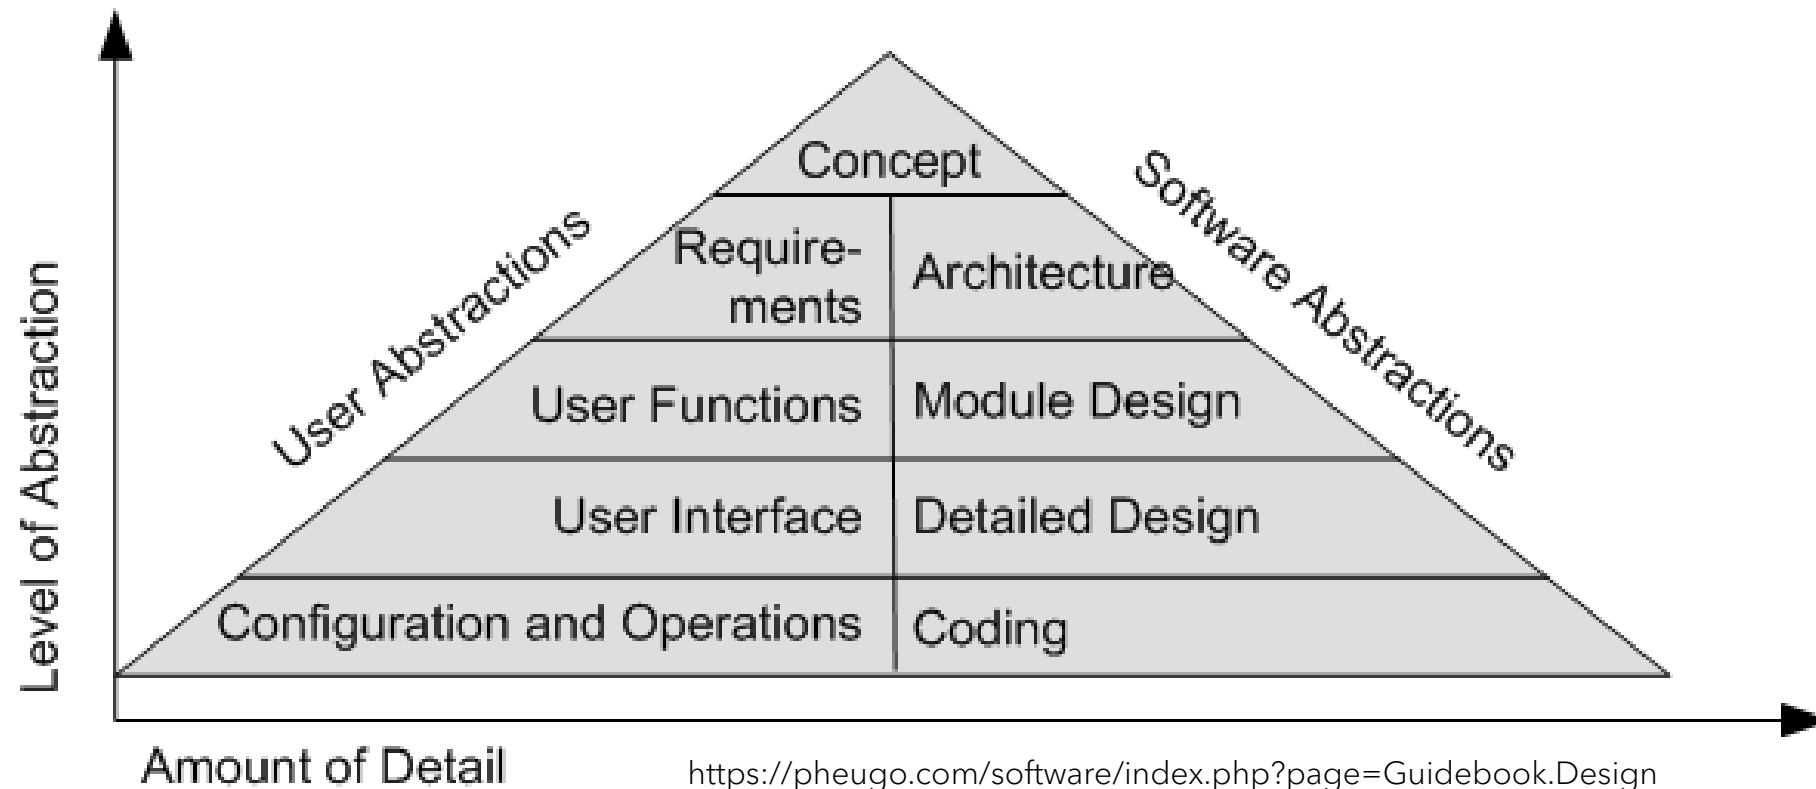 Concept
Require-
ments
Architecture
User Functions
Module Design
User Interface
Detailed Design
Configuration and Operations
Coding
User Abstractions
Software Abstractions
Level of Abstraction
Amount of Detail
https://pheugo.com/software/index.php?page=Guidebook.Design